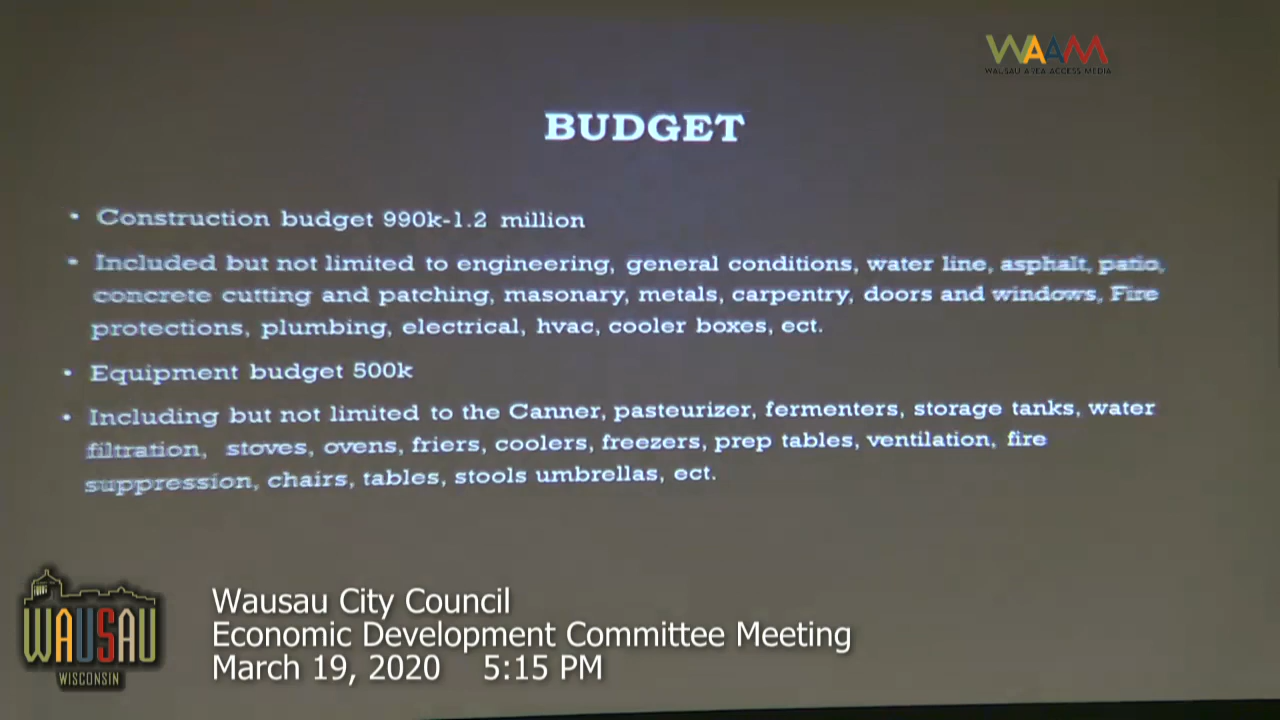 WAAM
WAUSAU AREA ACCESS MEDIA
BUDGET
• Construction budget 990k-1.2 million
• Included but not limited to engineering, general conditions, water line, asphalt, patio,
concrete cutting and patching, masonary, metals, carpentry, doors and windows, Fire
protections, plumbing, electrical, hvac, cooler boxes, ect.
• Equipment budget 500k
• Including but not limited to the Canner, pasteurizer, fermenters, storage tanks, water
filtration, stoves, ovens, friers, coolers, freezers, prep tables, ventilation, fire
suppression, chairs, tables, stools umbrellas, ect.
WAUSAU
WISCONSIN
Wausau City Council
Economic Development Committee Meeting
March 19, 2020 5:15 PM